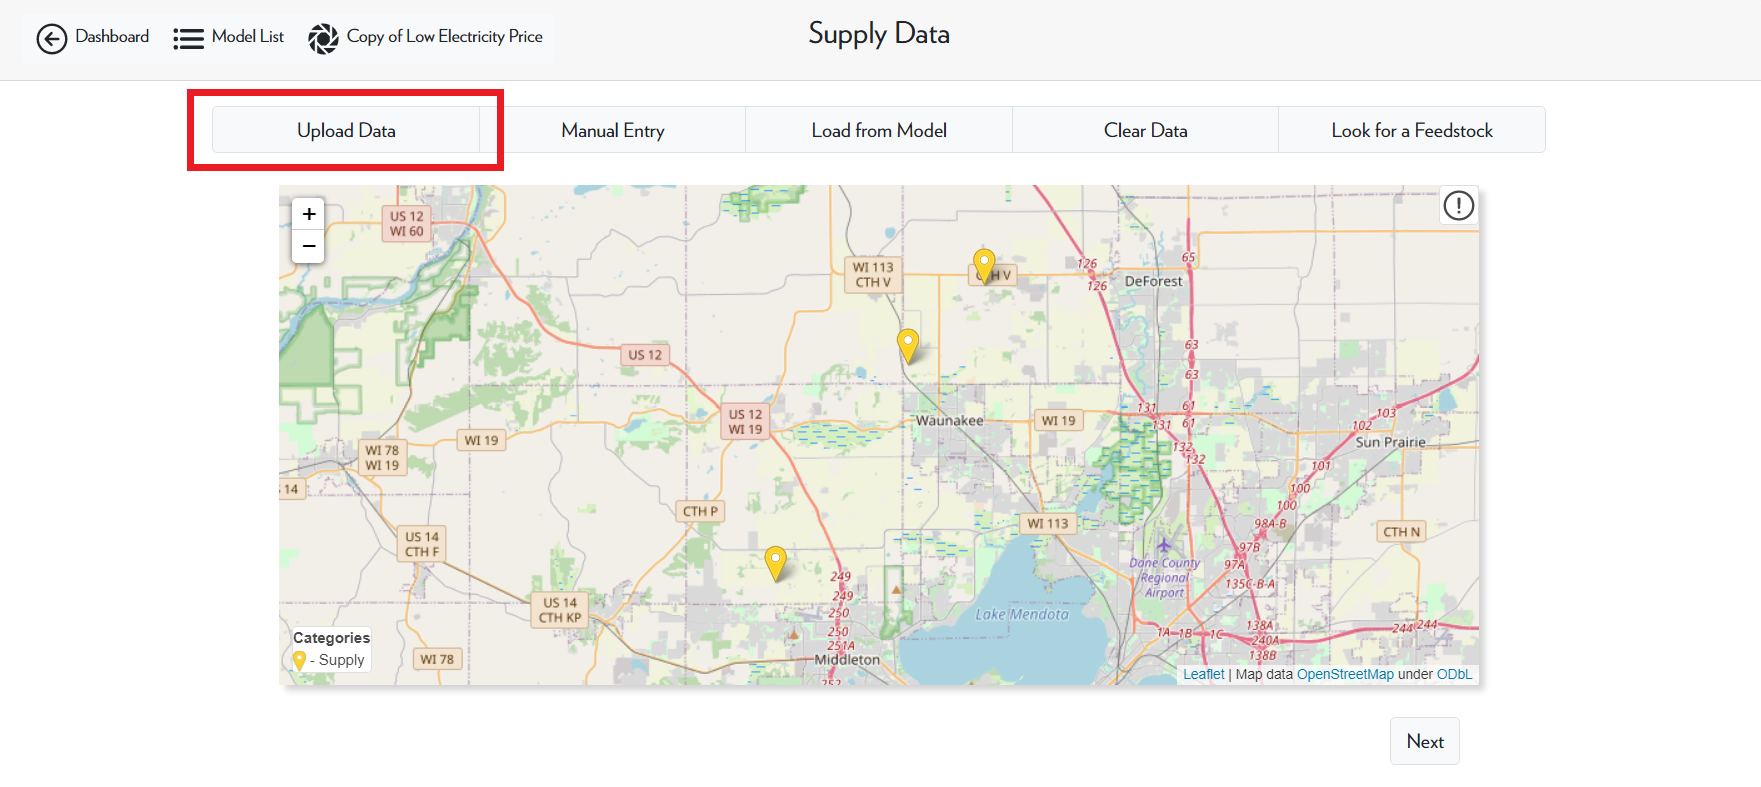 Dashboard
Model List
Copy of Low Electricity Price
Supply Data
Upload Data
Manual Entry
Load from Model
Clear Data
Look for a Feedstock
+
−
US 12
WI 60
WI 113
CTH V
CTH V
126
126
65
DeForest
US 12
63
63
US 12
WI 19
Waunakee
WI 19
131
131
61
61
103
102
Sun Prairie
WI 19
WI 78
WI 19
132
132
101
14
100
100
CTH P
WI 113
98A-B
CTH N
US 14
CTH F
97B
97A
Dane County
Regional
Airport
135C-B-A
249
249
250
250
251A
252
US 14
CTH KP
Lake Mendota
1A
1B
1C
138A
240A
138B
244
244
Middleton
WI 78
Categories
- Supply
Leaflet | Map data OpenStreetMap under ODbL
Next